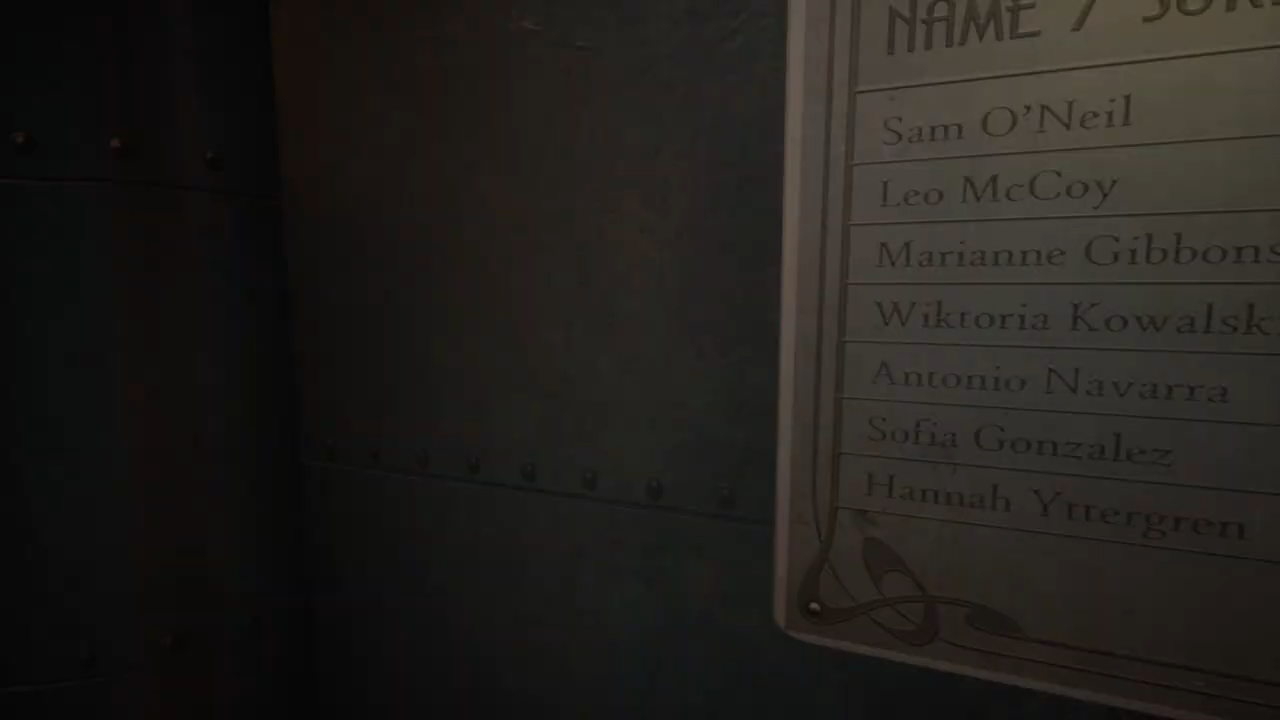 NAME /
Sam O'Neil
Leo McCoy
Marianne Gibbons
Wiktoria Kowalsk
Antonio Navarra
Sofia Gonzalez
Hannah Yttergren